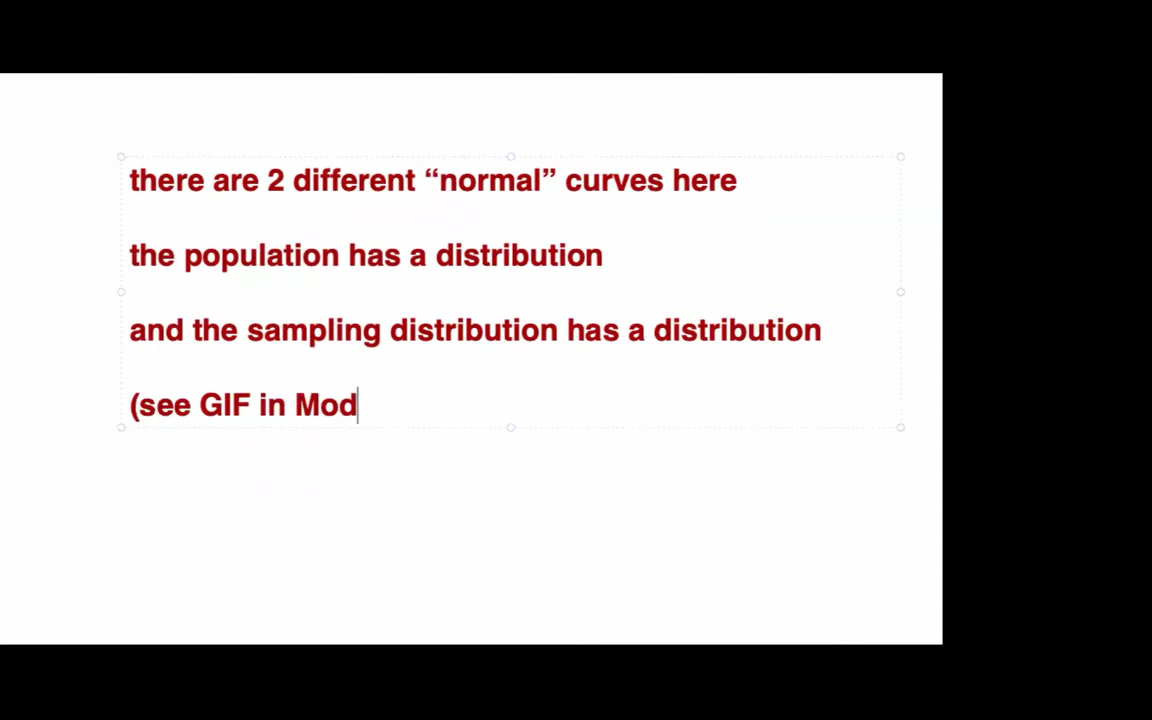 there are 2 different “normal” curves here
the population has a distribution
and the sampling distribution has a distribution
(see GIF in Mod